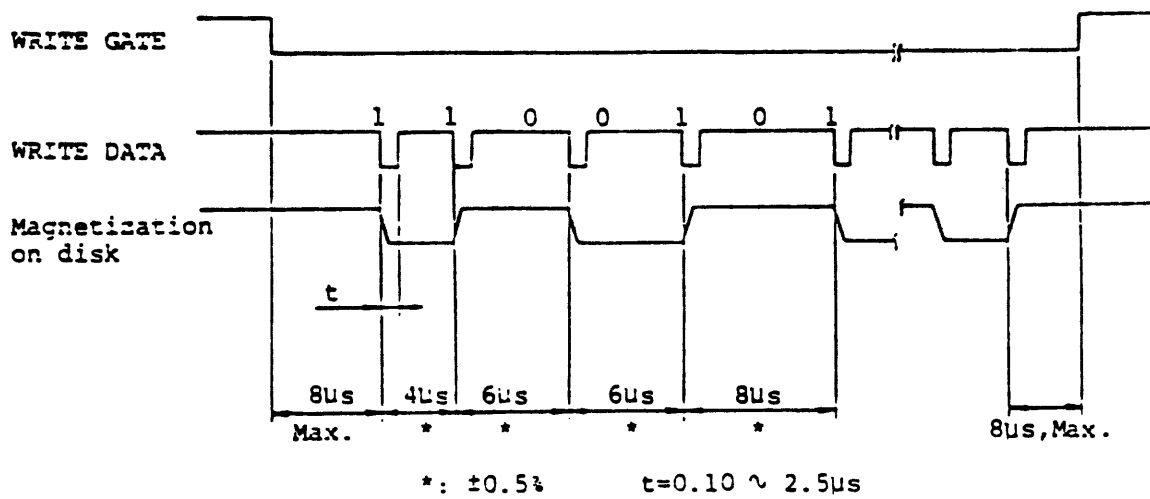 WRITE GATE
1 1 0 0 1 0 1
WRITE DATA
Magnetization
on disk
t
8µs 4µs 6µs 6µs 8µs
Max. * * * * 8µs,Max.
*: ±0.5% t=0.10 ~ 2.5µs